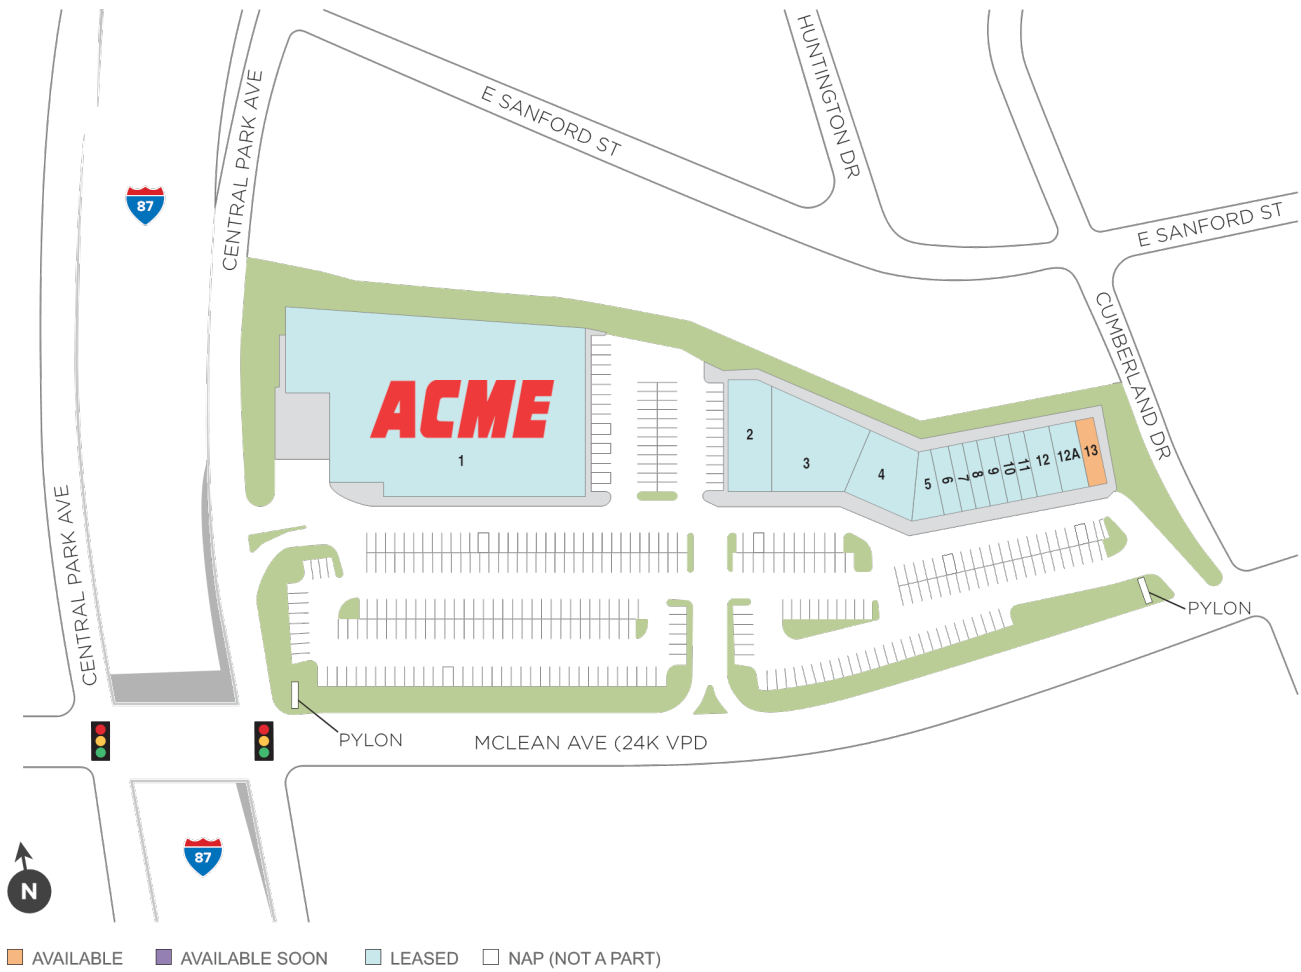 HUNTINGTON DR
E SANFORD ST
CENTRAL PARK AVE
87
E SANFORD ST
CUMBERLAND DR
ACME
1
2
3
4
5
6
7
8
9
10
11
12
12A
13
CENTRAL PARK AVE
PYLON
PYLON
MCLEAN AVE (24K VPD
87
N
AVAILABLE
AVAILABLE SOON
LEASED
NAP (NOT A PART)